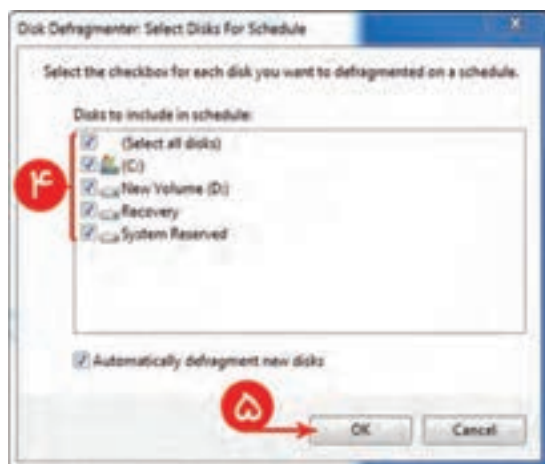 Disk Defragmenter: Select Disks For Schedule
Select the checkbox for each disk you want to defragmented on a schedule.
Disks to include in schedule:
(Select all disks)
(C:)
New Volume (D:)
Recovery
System Reserved
۴
Automatically defragment new disks
۵
OK Cancel